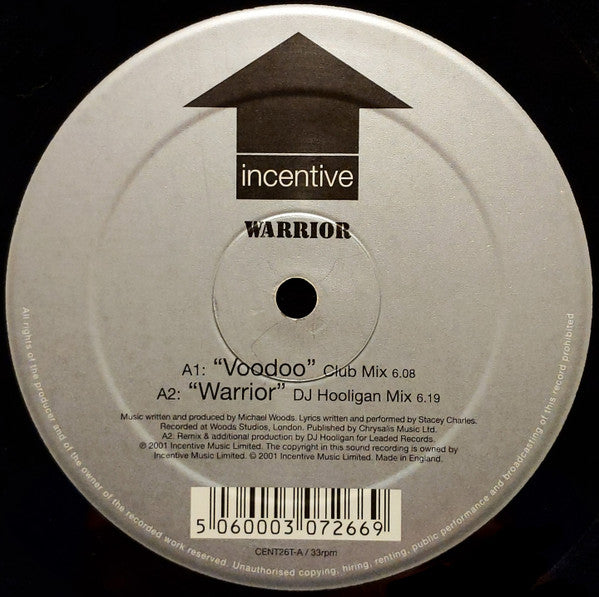 incentive
WARRIOR
A1: “Voodoo” Club Mix 6.08
A2: “Warrior” DJ Hooligan Mix 6.19
Music written and produced by Michael Woods. Lyrics written and performed by Stacey Charles.
Recorded at Woods Studios, London. Published by Chrysalis Music Ltd.
A2: Remix & additional production by DJ Hooligan for Leaded Records.
℗ 2001 Incentive Music Limited. The copyright in this sound recording is owned by
Incentive Music Limited. © 2001 Incentive Music Limited. Made in England.
5 060003 072669
CENT26T-A / 33rpm
All rights of the producer and of the owner of the recorded work reserved. Unauthorised copying, hiring, renting, public performance and broadcasting of this record prohibited